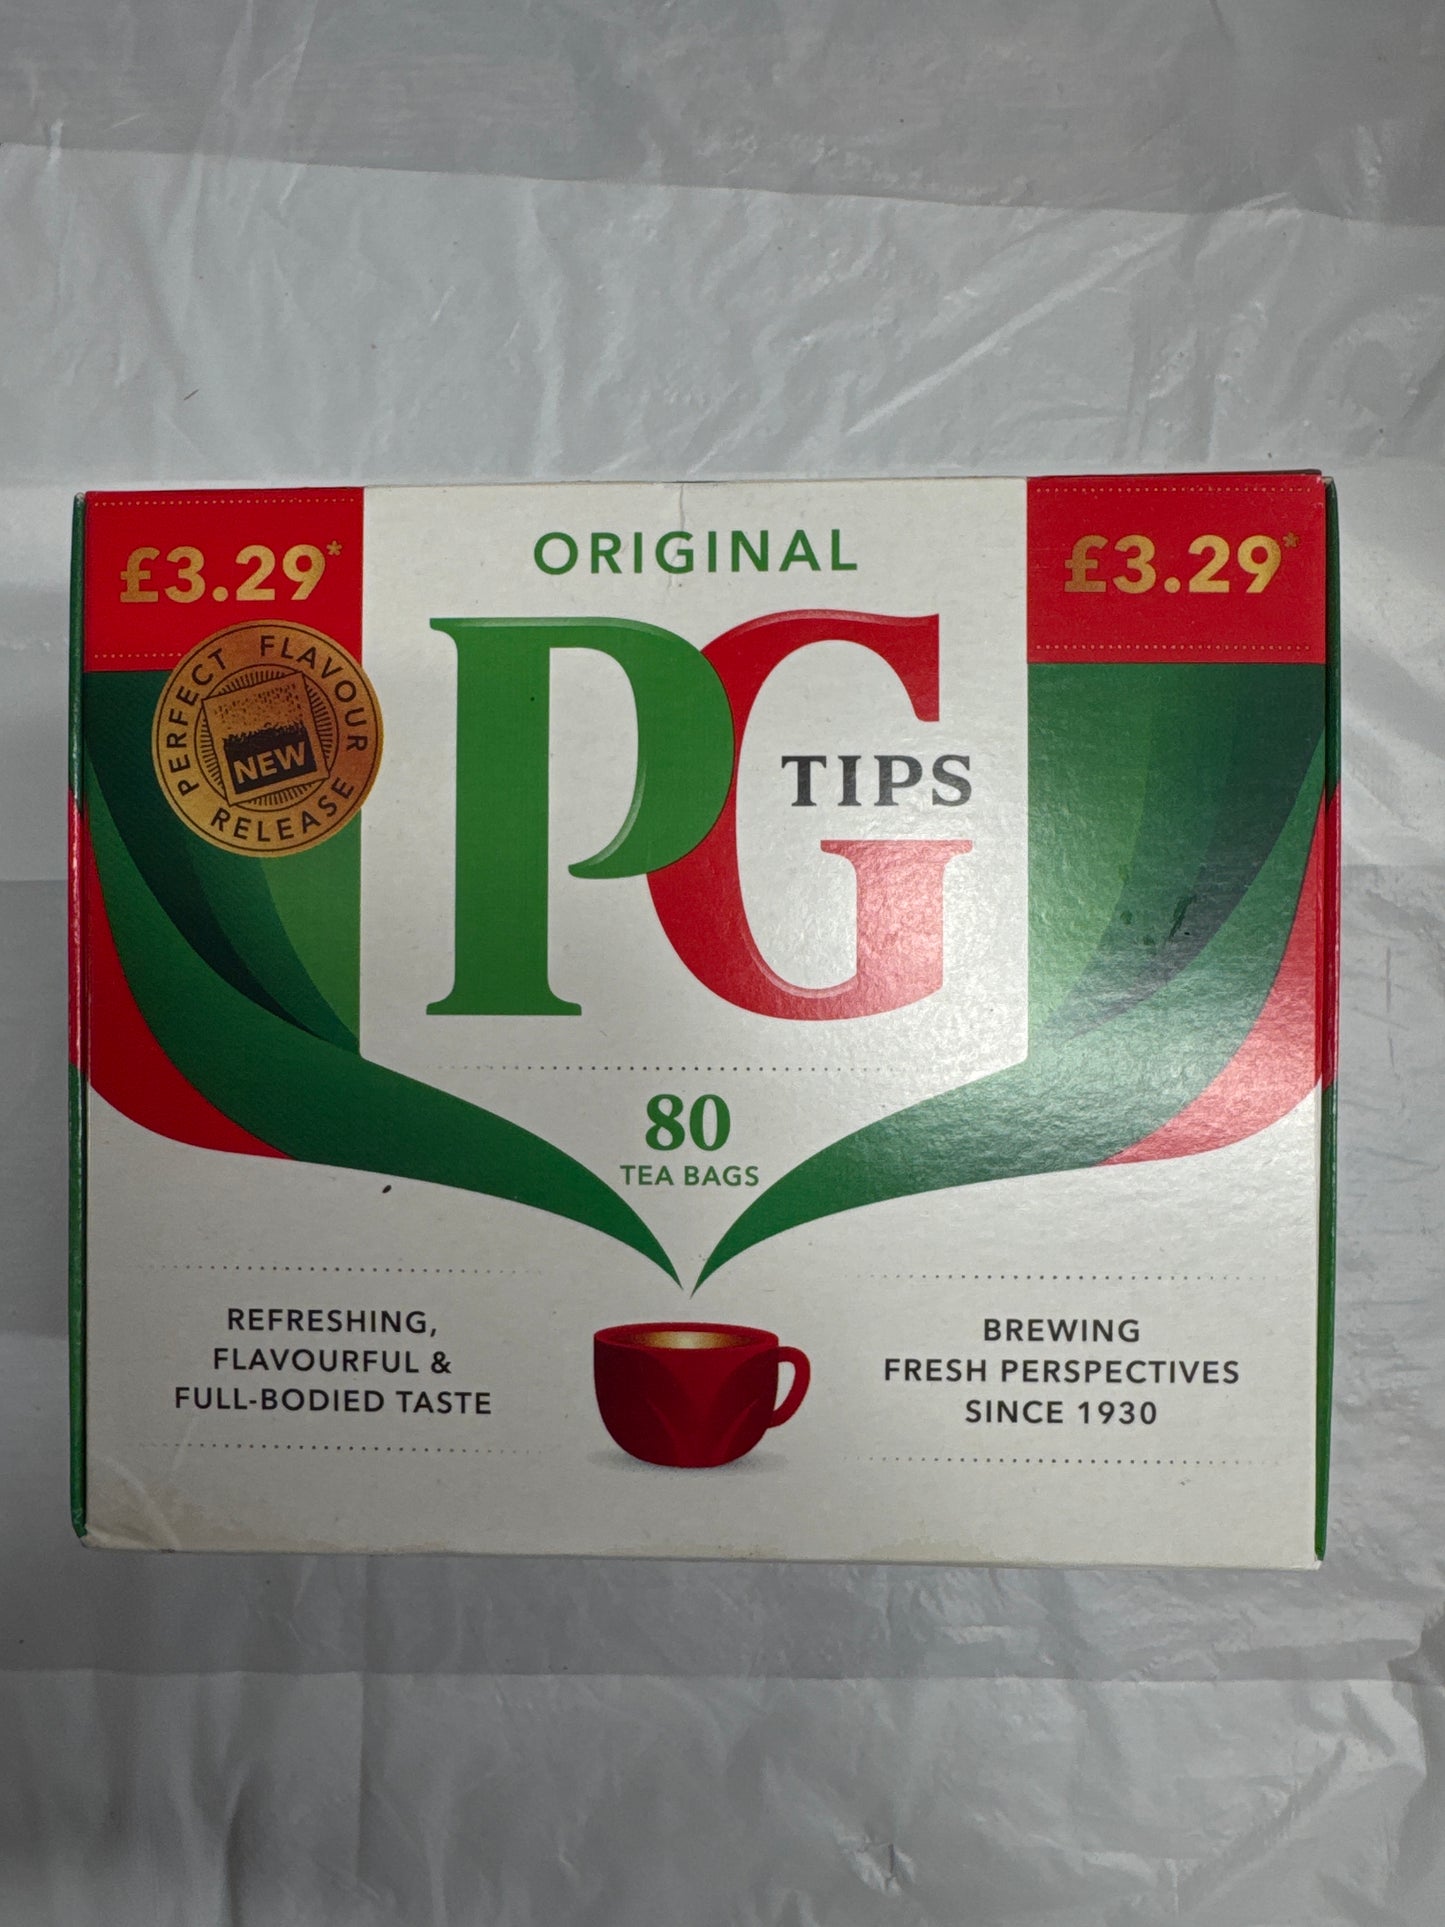 £3.29*
ORIGINAL
£3.29*
PERFECT FLAVOUR RELEASE
NEW
PG
TIPS
80
TEA BAGS
REFRESHING,
FLAVOURFUL &
FULL-BODIED TASTE
BREWING
FRESH PERSPECTIVES
SINCE 1930